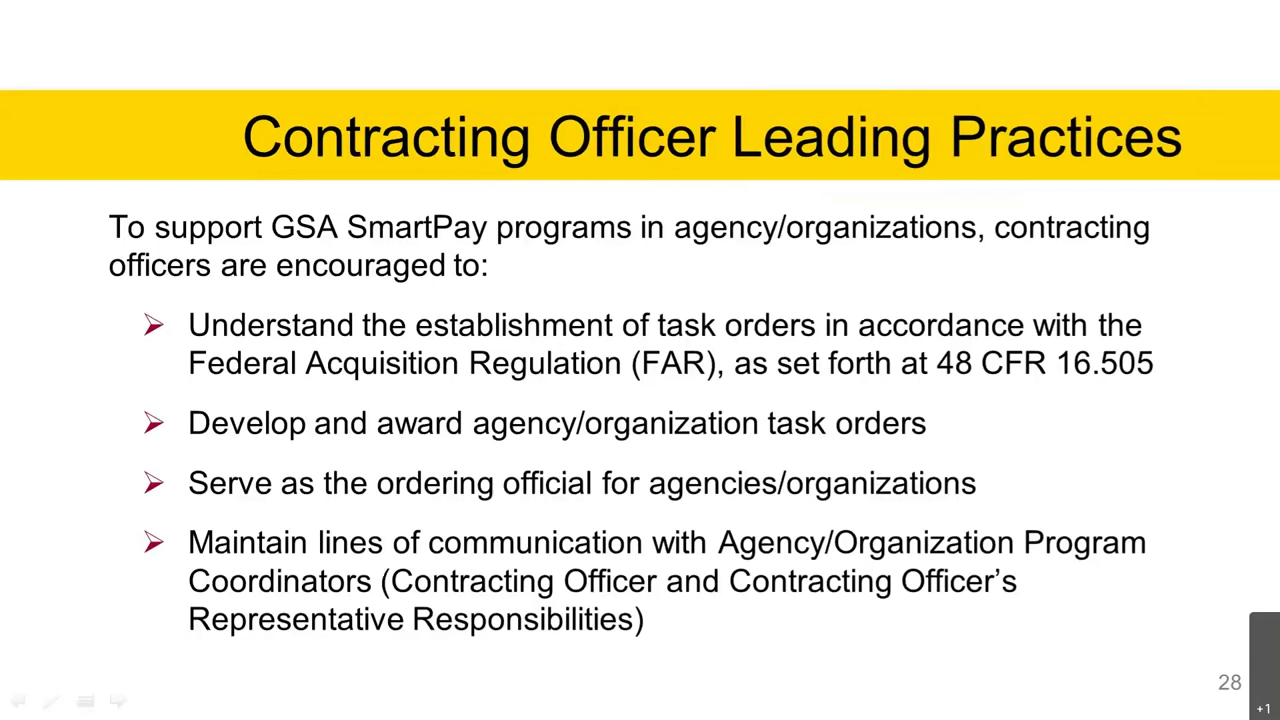 Contracting Officer Leading Practices
To support GSA SmartPay programs in agency/organizations, contracting
officers are encouraged to:
Understand the establishment of task orders in accordance with the
Federal Acquisition Regulation (FAR), as set forth at 48 CFR 16.505
Develop and award agency/organization task orders
Serve as the ordering official for agencies/organizations
Maintain lines of communication with Agency/Organization Program
Coordinators (Contracting Officer and Contracting Officer’s
Representative Responsibilities)
28
+1